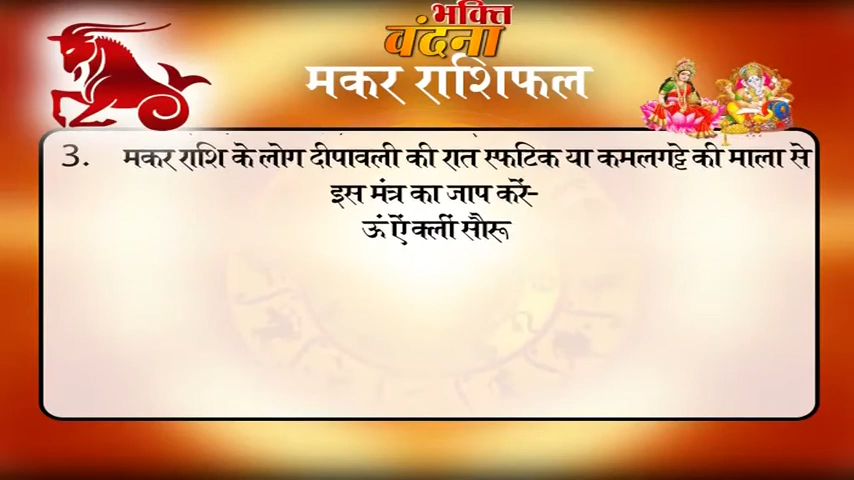 भक्ति
वंदना
मकर राशिफल
3. मकर राशि के लोग दीपावली की रात स्फटिक या कमलगट्टे की माला से
इस मंत्र का जाप करें-
ऊं ऐं क्लीं सौरू